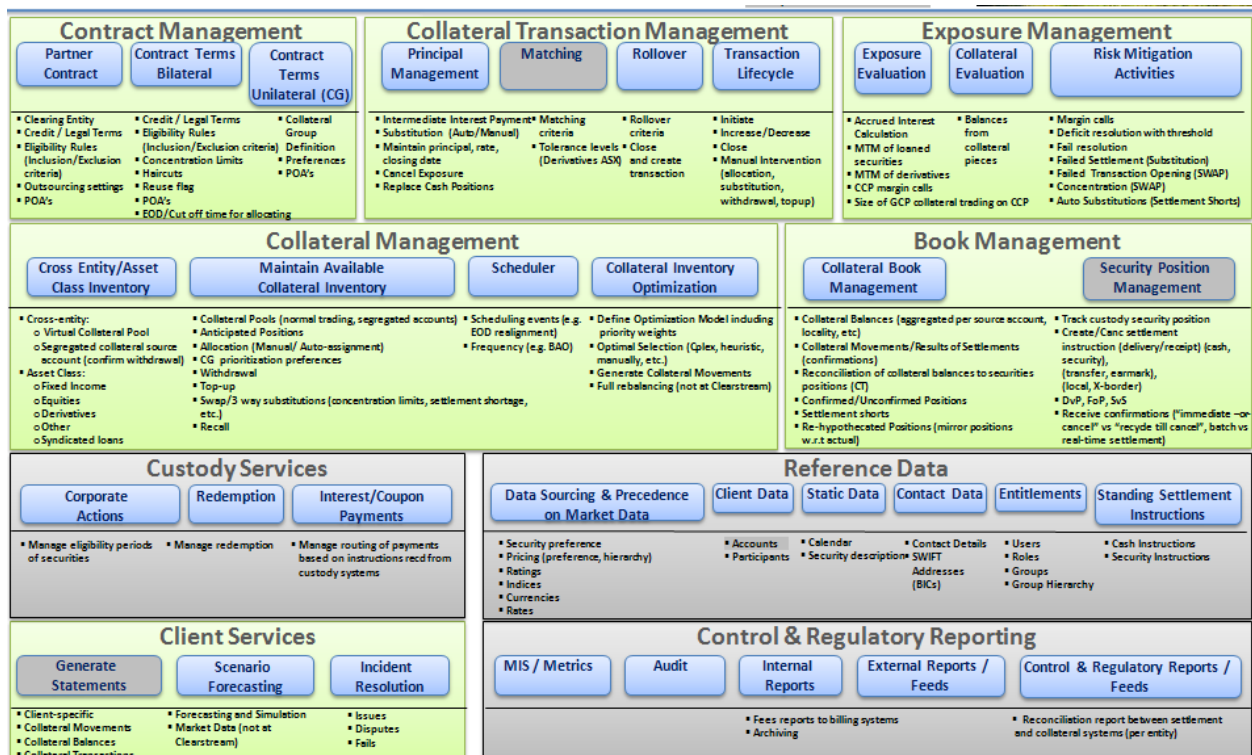 Contract Management
Partner
Contract
Contract Terms
Bilateral
Contract
Terms
Unilateral (CG)
▪ Clearing Entity
▪ Credit / Legal Terms
▪ Eligibility Rules
(Inclusion/Exclusion
criteria)
▪ Outsourcing settings
▪ POA's
▪ Credit / Legal Terms
▪ Eligibility Rules
(Inclusion/Exclusion criteria)
▪ Concentration Limits
▪ Haircuts
▪ Reuse flag
▪ POA's
▪ EOD/Cut off time for allocating
▪ Collateral
Group
Definition
▪ Preferences
▪ POA's
Collateral Transaction Management
Principal
Management
Matching
Rollover
Transaction
Lifecycle
▪ Intermediate Interest Payment
▪ Substitution (Auto/Manual)
▪ Maintain principal, rate,
closing date
▪ Cancel Exposure
▪ Replace Cash Positions
▪ Matching
criteria
▪ Tolerance levels
(Derivatives ASX)
▪ Rollover
criteria
▪ Close
and create
transaction
▪ Initiate
▪ Increase/Decrease
▪ Close
▪ Manual Intervention
(allocation,
substitution,
withdrawal, topup)
Exposure Management
Exposure
Evaluation
Collateral
Evaluation
Risk Mitigation
Activities
▪ Accrued Interest
Calculation
▪ MTM of loaned
securities
▪ MTM of derivatives
▪ CCP margin calls
▪ Size of GCP collateral trading on CCP
▪ Balances
from
collateral
pieces
▪ Margin calls
▪ Deficit resolution with threshold
▪ Fail resolution
▪ Failed Settlement (Substitution)
▪ Failed Transaction Opening (SWAP)
▪ Concentration (SWAP)
▪ Auto Substitutions (Settlement Shorts)
Collateral Management
Cross Entity/Asset
Class Inventory
Maintain Available
Collateral Inventory
Scheduler
Collateral Inventory
Optimization
▪ Cross-entity:
o Virtual Collateral Pool
o Segregated collateral source
account (confirm withdrawal)
▪ Asset Class:
o Fixed Income
o Equities
o Derivatives
o Other
o Syndicated loans
▪ Collateral Pools (normal trading, segregated accounts)
▪ Anticipated Positions
▪ Allocation (Manual/ Auto-assignment)
▪ CG prioritization preferences
▪ Withdrawal
▪ Top-up
▪ Swap/3 way substitutions (concentration limits, settlement shortage,
etc.)
▪ Recall
▪ Scheduling events (e.g.
EOD realignment)
▪ Frequency (e.g. BAO)
▪ Define Optimization Model including
priority weights
▪ Optimal Selection (Cplex, heuristic,
manually, etc.)
▪ Generate Collateral Movements
▪ Full rebalancing (not at Clearstream)
Book Management
Collateral Book
Management
Security Position
Management
▪ Collateral Balances (aggregated per source account,
locality, etc)
▪ Collateral Movements/Results of Settlements
(confirmations)
▪ Reconciliation of collateral balances to securities
positions (CT)
▪ Confirmed/Unconfirmed Positions
▪ Settlement shorts
▪ Re-hypothecated Positions (mirror positions
w.r.t actual)
▪ Track custody security position
▪ Create/Canc settlement
instruction (delivery/receipt) (cash,
security),
(transfer, earmark),
(local, X-border)
▪ DvP, FoP, SvS
▪ Receive confirmations ("immediate –or-
cancel" vs "recycle till cancel", batch vs
real-time settlement)
Custody Services
Corporate
Actions
Redemption
Interest/Coupon
Payments
▪ Manage eligibility periods
of securities
▪ Manage redemption
▪ Manage routing of payments
based on instructions recd from
custody systems
Reference Data
Data Sourcing & Precedence
on Market Data
Client Data
Static Data
Contact Data
Entitlements
Standing Settlement
Instructions
▪ Security preference
▪ Pricing (preference, hierarchy)
▪ Ratings
▪ Indices
▪ Currencies
▪ Rates
▪ Accounts
▪ Participants
▪ Calendar
▪ Security description
▪ Contact Details
▪ SWIFT
Addresses
(BICs)
▪ Users
▪ Roles
▪ Groups
▪ Group Hierarchy
▪ Cash Instructions
▪ Security Instructions
Client Services
Generate
Statements
Scenario
Forecasting
Incident
Resolution
▪ Client-specific
▪ Collateral Movements
▪ Collateral Balances
▪ Collateral Transactions
▪ Forecasting and Simulation
▪ Market Data (not at
Clearstream)
▪ Issues
▪ Disputes
▪ Fails
Control & Regulatory Reporting
MIS / Metrics
Audit
Internal
Reports
External Reports /
Feeds
Control & Regulatory Reports /
Feeds
▪ Fees reports to billing systems
▪ Archiving
▪ Reconciliation report between settlement
and collateral systems (per entity)